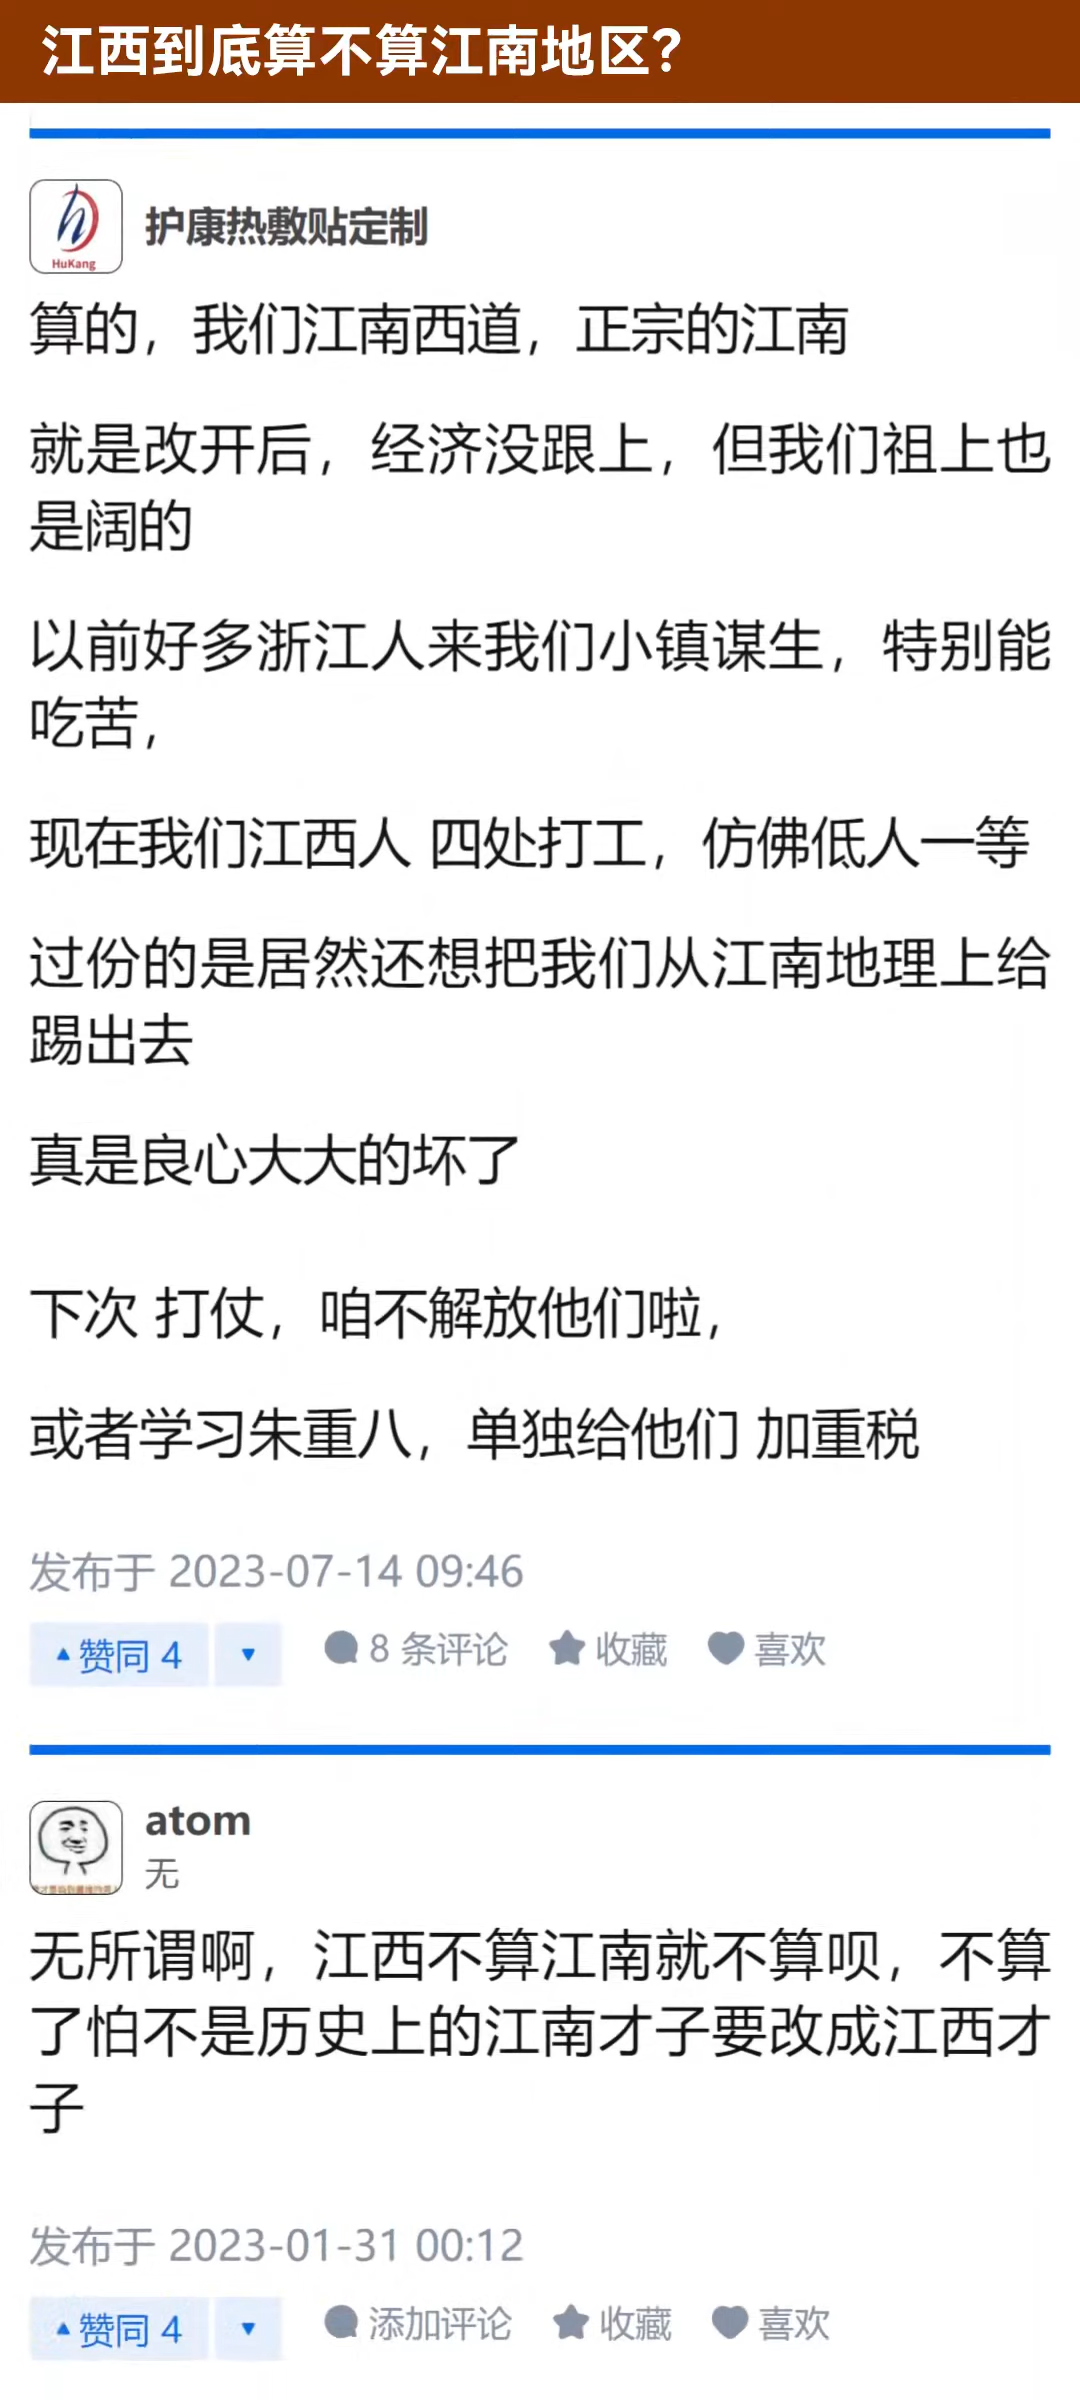 江西到底算不算江南地区?
HuKang
护康热敷贴定制
算的，我们江南西道，正宗的江南
就是改开后，经济没跟上，但我们祖上也
是阔的
以前好多浙江人来我们小镇谋生，特别能
吃苦，
现在我们江西人 四处打工，仿佛低人一等
过份的是居然还想把我们从江南地理上给
踢出去
真是良心大大的坏了
下次 打仗，咱不解放他们啦，
或者学习朱重八，单独给他们 加重税
发布于 2023-07-14 09:46
赞同 4 8 条评论 收藏 喜欢
atom
无
无所谓啊，江西不算江南就不算呗，不算
了怕不是历史上的江南才子要改成江西才
子
发布于 2023-01-31 00:12
赞同 4 添加评论 收藏 喜欢